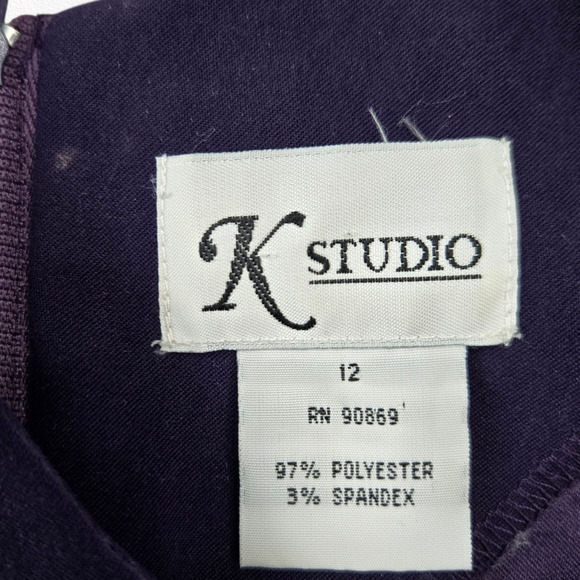 K STUDIO
12
RN 90869
97% POLYESTER
3% SPANDEX